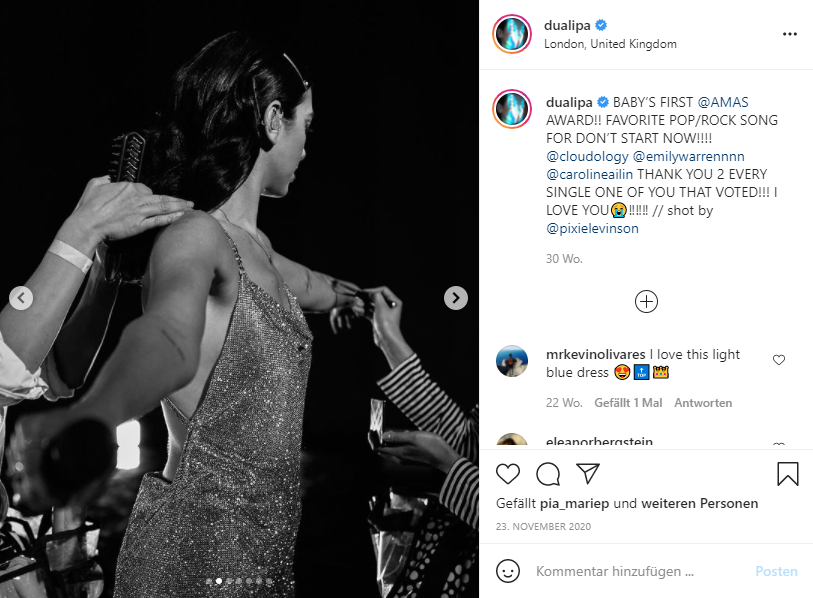 dualipa
London, United Kingdom
dualipa BABY'S FIRST @AMAS
AWARD!! FAVORITE POP/ROCK SONG
FOR DON'T START NOW!!!!
@cloudology @emilywarrennnn
@carolineailin THANK YOU 2 EVERY
SINGLE ONE OF YOU THAT VOTED!!! I
LOVE YOU😭!!!!!! // shot by
@pixielevinson
30 Wo.
mrkevinolivares I love this light
blue dress 😍🔝👑
22 Wo. Gefällt 1 Mal Antworten
eleanorbergstein
Gefällt pia_mariep und weiteren Personen
23. NOVEMBER 2020
Kommentar hinzufügen ... Posten